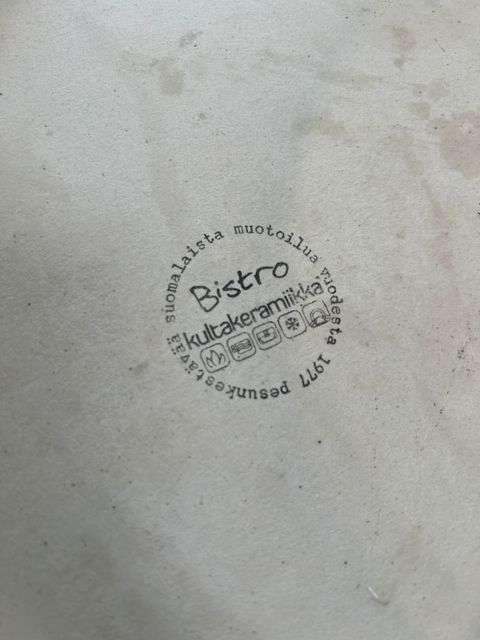 suomalaista muotoilua vuodesta 1977 pesunkestävää
Bistro
kultakeramiikka